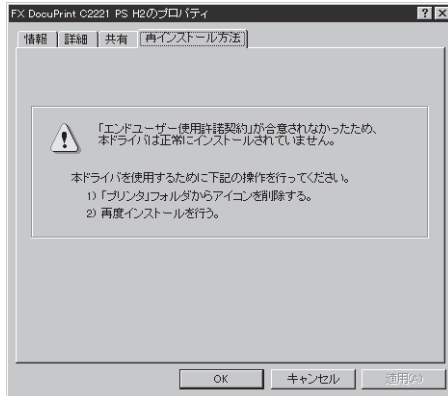 FX DocuPrint C2221 PS H2のプロパティ
情報 詳細 共有 再インストール方法
「エンドユーザー使用許諾契約」が合意されなかったため、
本ドライバは正常にインストールされていません。
本ドライバを使用するために下記の操作を行ってください。
1)「プリンタ」フォルダからアイコンを削除する。
2) 再度インストールを行う。
OK キャンセル 適用(A)